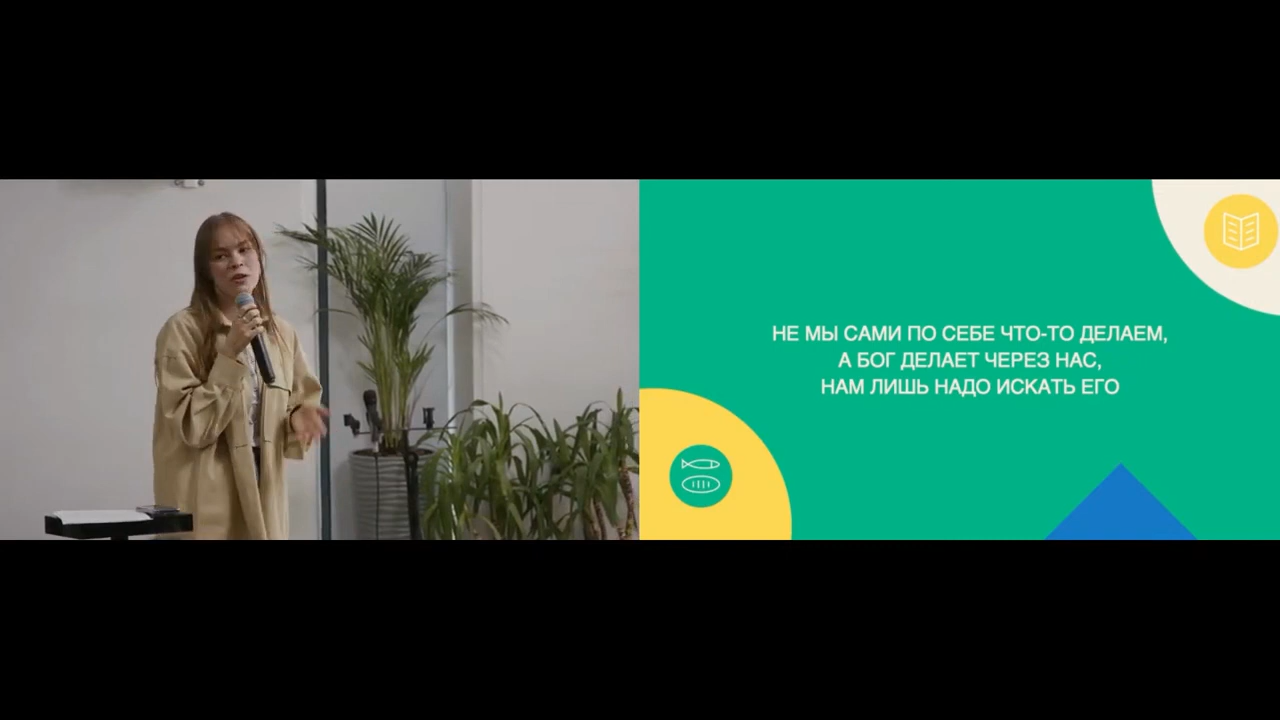 НЕ МЫ САМИ ПО СЕБЕ ЧТО-ТО ДЕЛАЕМ,
А БОГ ДЕЛАЕТ ЧЕРЕЗ НАС,
НАМ ЛИШЬ НАДО ИСКАТЬ ЕГО